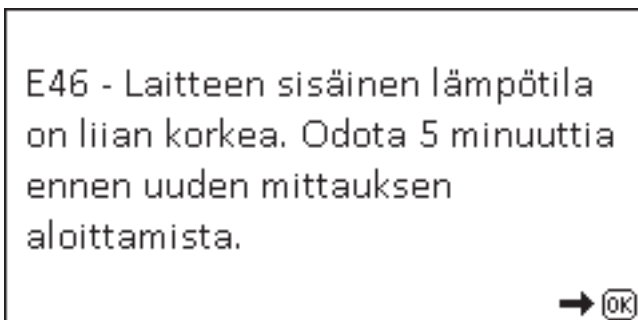 E46 - Laitteen sisäinen lämpötila
on liian korkea. Odota 5 minuuttia
ennen uuden mittauksen
aloittamista.
➡ OK